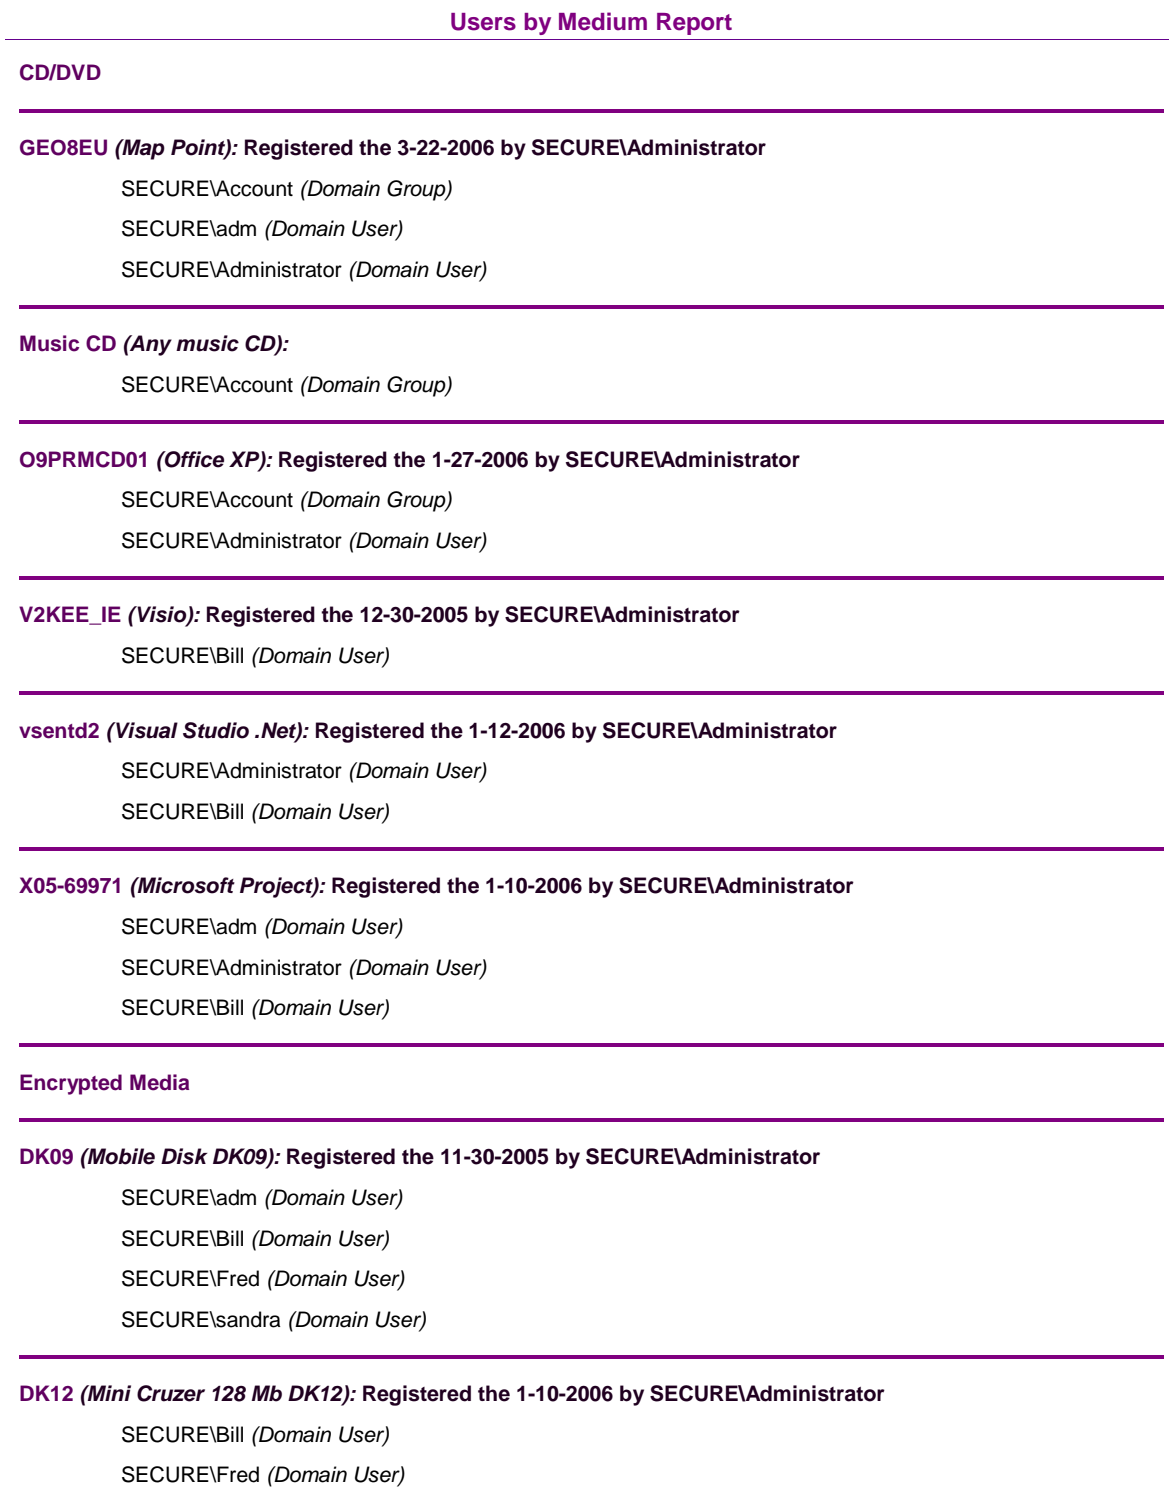 Users by Medium Report
CD/DVD
GEO8EU (Map Point): Registered the 3-22-2006 by SECURE\Administrator
SECURE\Account (Domain Group)
SECURE\adm (Domain User)
SECURE\Administrator (Domain User)
Music CD (Any music CD):
SECURE\Account (Domain Group)
O9PRMCD01 (Office XP): Registered the 1-27-2006 by SECURE\Administrator
SECURE\Account (Domain Group)
SECURE\Administrator (Domain User)
V2KEE_IE (Visio): Registered the 12-30-2005 by SECURE\Administrator
SECURE\Bill (Domain User)
vsentd2 (Visual Studio .Net): Registered the 1-12-2006 by SECURE\Administrator
SECURE\Administrator (Domain User)
SECURE\Bill (Domain User)
X05-69971 (Microsoft Project): Registered the 1-10-2006 by SECURE\Administrator
SECURE\adm (Domain User)
SECURE\Administrator (Domain User)
SECURE\Bill (Domain User)
Encrypted Media
DK09 (Mobile Disk DK09): Registered the 11-30-2005 by SECURE\Administrator
SECURE\adm (Domain User)
SECURE\Bill (Domain User)
SECURE\Fred (Domain User)
SECURE\sandra (Domain User)
DK12 (Mini Cruzer 128 Mb DK12): Registered the 1-10-2006 by SECURE\Administrator
SECURE\Bill (Domain User)
SECURE\Fred (Domain User)